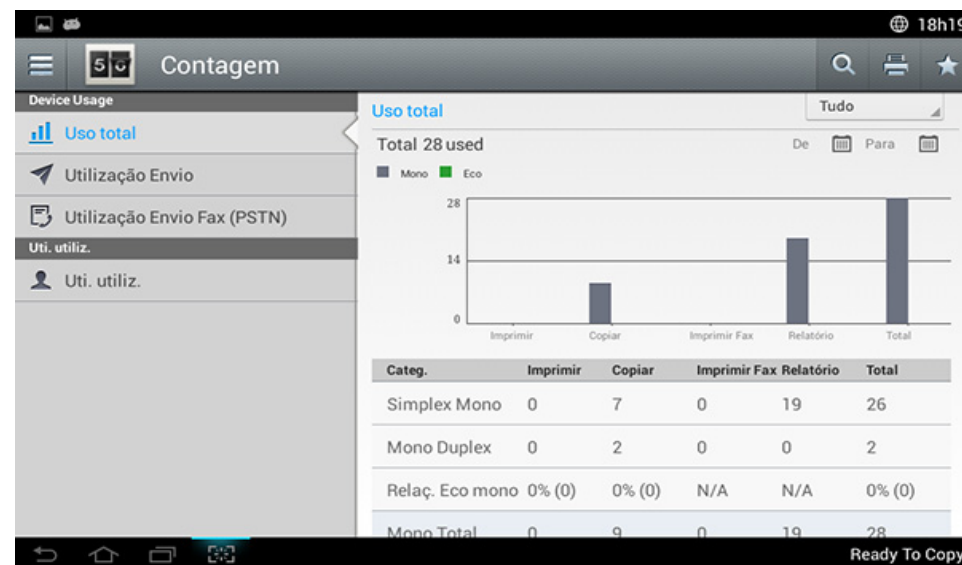 18h19
50 Contagem
Device Usage
Uso total
Utilização Envio
Utilização Envio Fax (PSTN)
Uti. utiliz.
Uti. utiliz.
Uso total Tudo
Total 28 used De Para
Mono Eco
28
14
0
Imprimir Copiar Imprimir Fax Relatório Total
Categ. Imprimir Copiar Imprimir Fax Relatório Total
Simplex Mono 0 7 0 19 26
Mono Duplex 0 2 0 0 2
Relaç. Eco mono 0% (0) 0% (0) N/A N/A 0% (0)
Mono Total 0 9 0 19 28
Ready To Copy